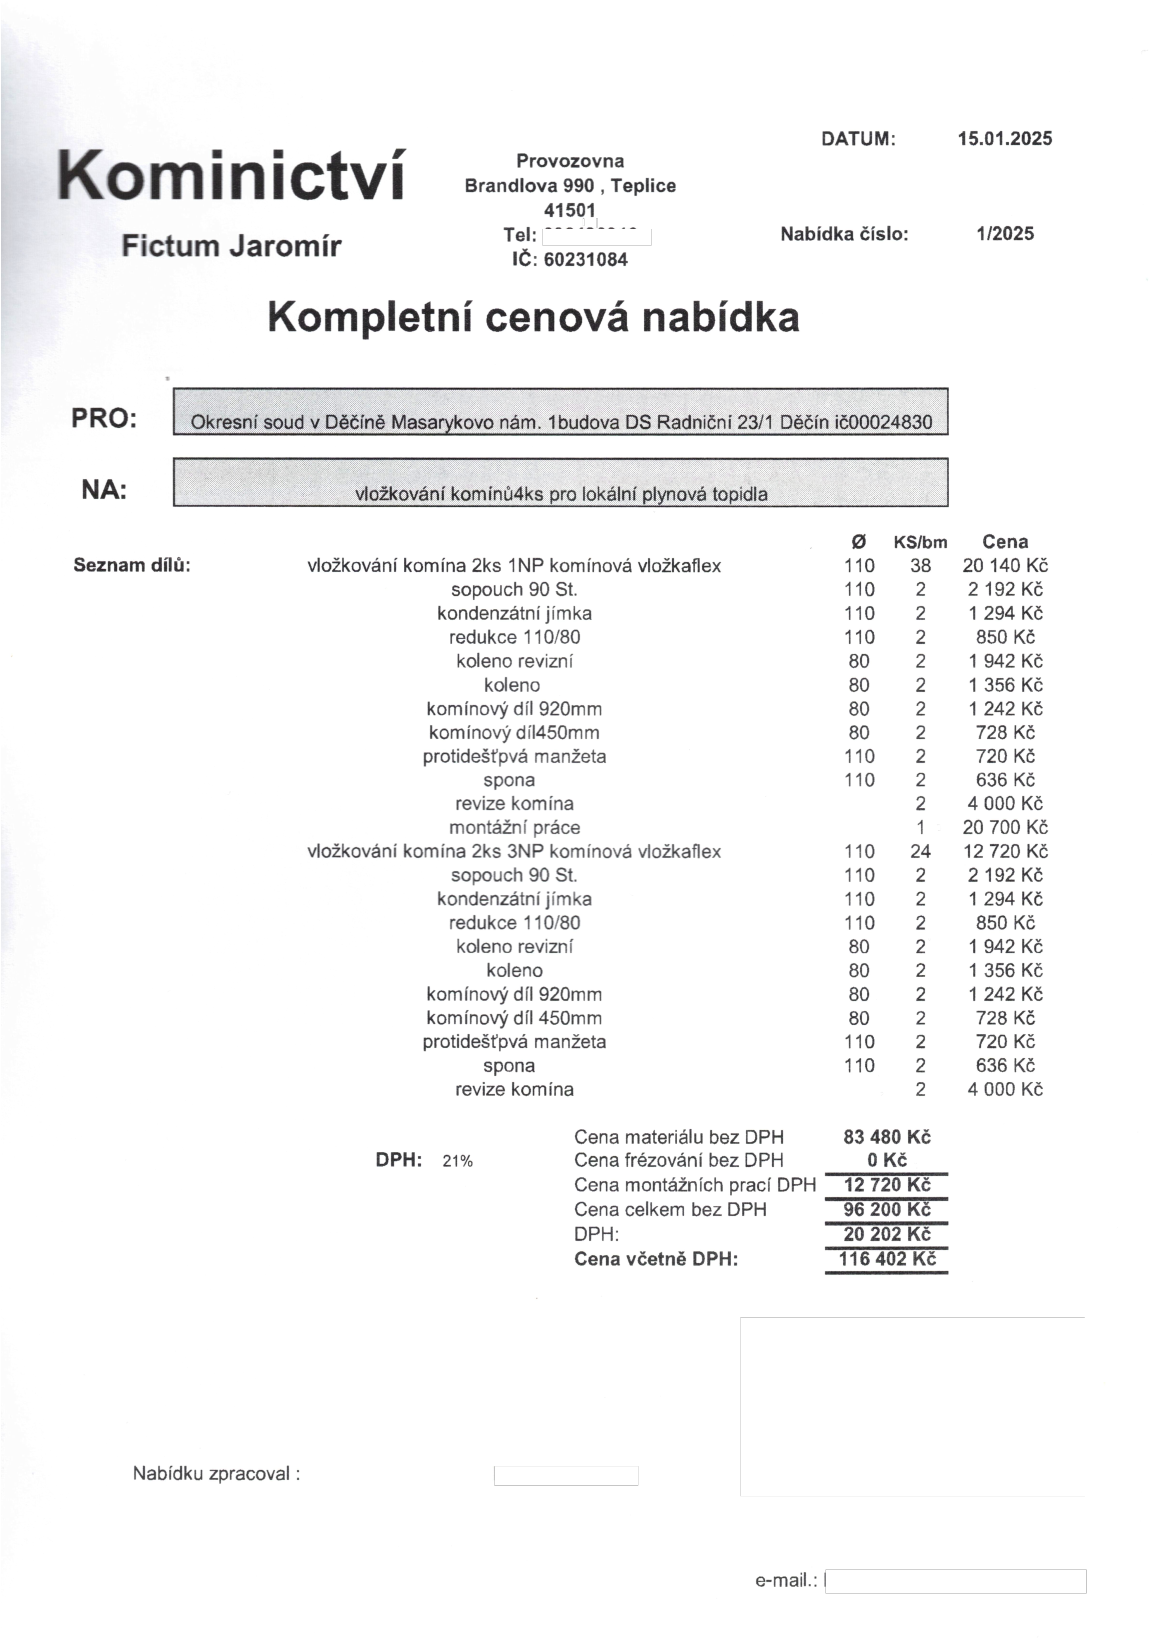 DATUM: 15.01.2025
Kominictví
Provozovna
Brandlova 990 , Teplice
41501
Tel:
Nabídka číslo: 1/2025
Fictum Jaromír
IČ: 60231084
Kompletní cenová nabídka
PRO: Okresní soud v Děčíně Masarykovo nám. 1budova DS Radniční 23/1 Děčín ič00024830
NA: vložkování komínů4ks pro lokální plynová topidla
Ø KS/bm Cena
Seznam dílů: vložkování komína 2ks 1NP komínová vložkaflex 110 38 20 140 Kč
sopouch 90 St. 110 2 2 192 Kč
kondenzátní jímka 110 2 1 294 Kč
redukce 110/80 110 2 850 Kč
koleno revizní 80 2 1 942 Kč
koleno 80 2 1 356 Kč
komínový díl 920mm 80 2 1 242 Kč
komínový díl450mm 80 2 728 Kč
protidešťpvá manžeta 110 2 720 Kč
spona 110 2 636 Kč
revize komína 2 4 000 Kč
montážní práce 1 20 700 Kč
vložkování komína 2ks 3NP komínová vložkaflex 110 24 12 720 Kč
sopouch 90 St. 110 2 2 192 Kč
kondenzátní jímka 110 2 1 294 Kč
redukce 110/80 110 2 850 Kč
koleno revizní 80 2 1 942 Kč
koleno 80 2 1 356 Kč
komínový díl 920mm 80 2 1 242 Kč
komínový díl 450mm 80 2 728 Kč
protidešťpvá manžeta 110 2 720 Kč
spona 110 2 636 Kč
revize komína 2 4 000 Kč
Cena materiálu bez DPH 83 480 Kč
DPH: 21% Cena frézování bez DPH 0 Kč
Cena montážních prací DPH 12 720 Kč
Cena celkem bez DPH 96 200 Kč
DPH: 20 202 Kč
Cena včetně DPH: 116 402 Kč
Nabídku zpracoval :
e-mail.: